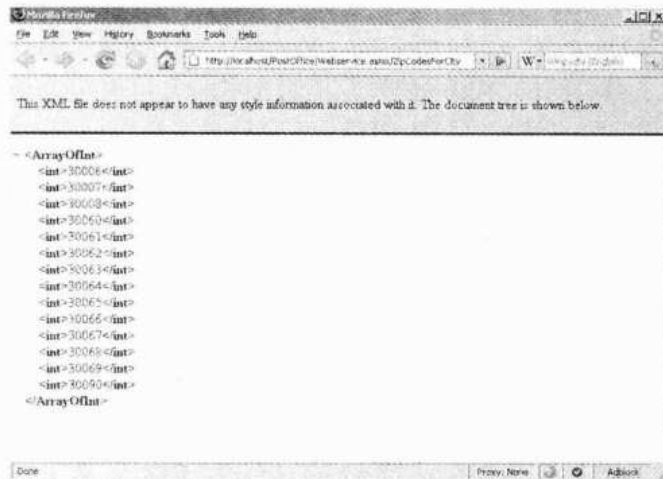 Mozilla Firefox
File Edit View History Bookmarks Tools Help
http://localhost/PostOffice/Webservice.asmx/ZipCodesForCity W
This XML file does not appear to have any style information associated with it. The document tree is shown below.
- <ArrayOfInt>
<int>30006</int>
<int>30007</int>
<int>30008</int>
<int>30060</int>
<int>30061</int>
<int>30062</int>
<int>30063</int>
<int>30064</int>
<int>30065</int>
<int>30066</int>
<int>30067</int>
<int>30068</int>
<int>30069</int>
<int>30090</int>
</ArrayOfInt>
Done Proxy: None Adblock